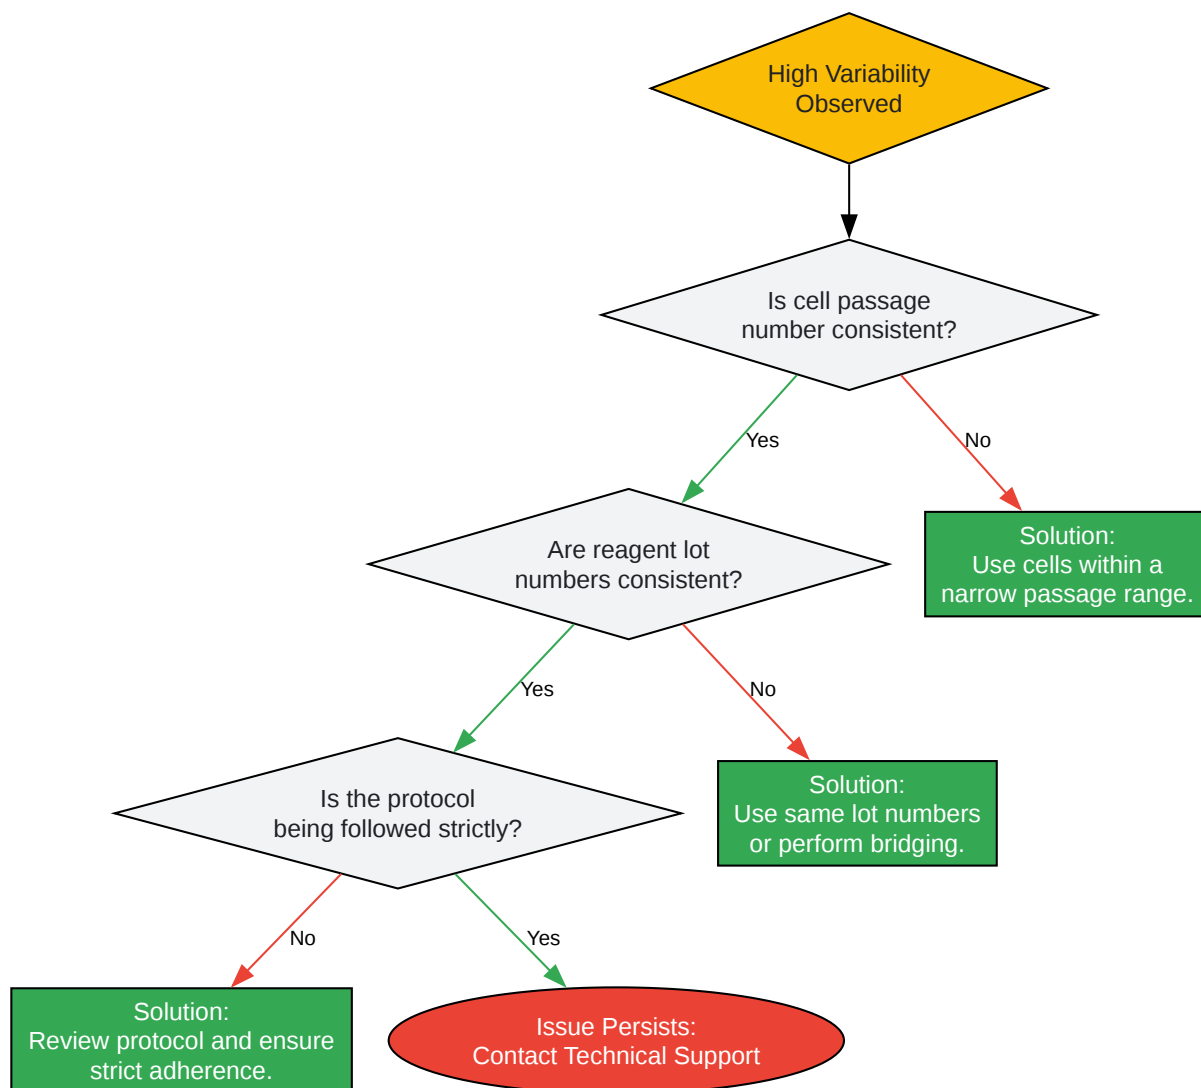 High Variability
Observed
Is cell passage
number consistent?
Yes
No
Are reagent lot
numbers consistent?
Solution:
Use cells within a
narrow passage range.
Yes
No
Is the protocol
being followed strictly?
Solution:
Use same lot numbers
or perform bridging.
No
Yes
Solution:
Review protocol and ensure
strict adherence.
Issue Persists:
Contact Technical Support